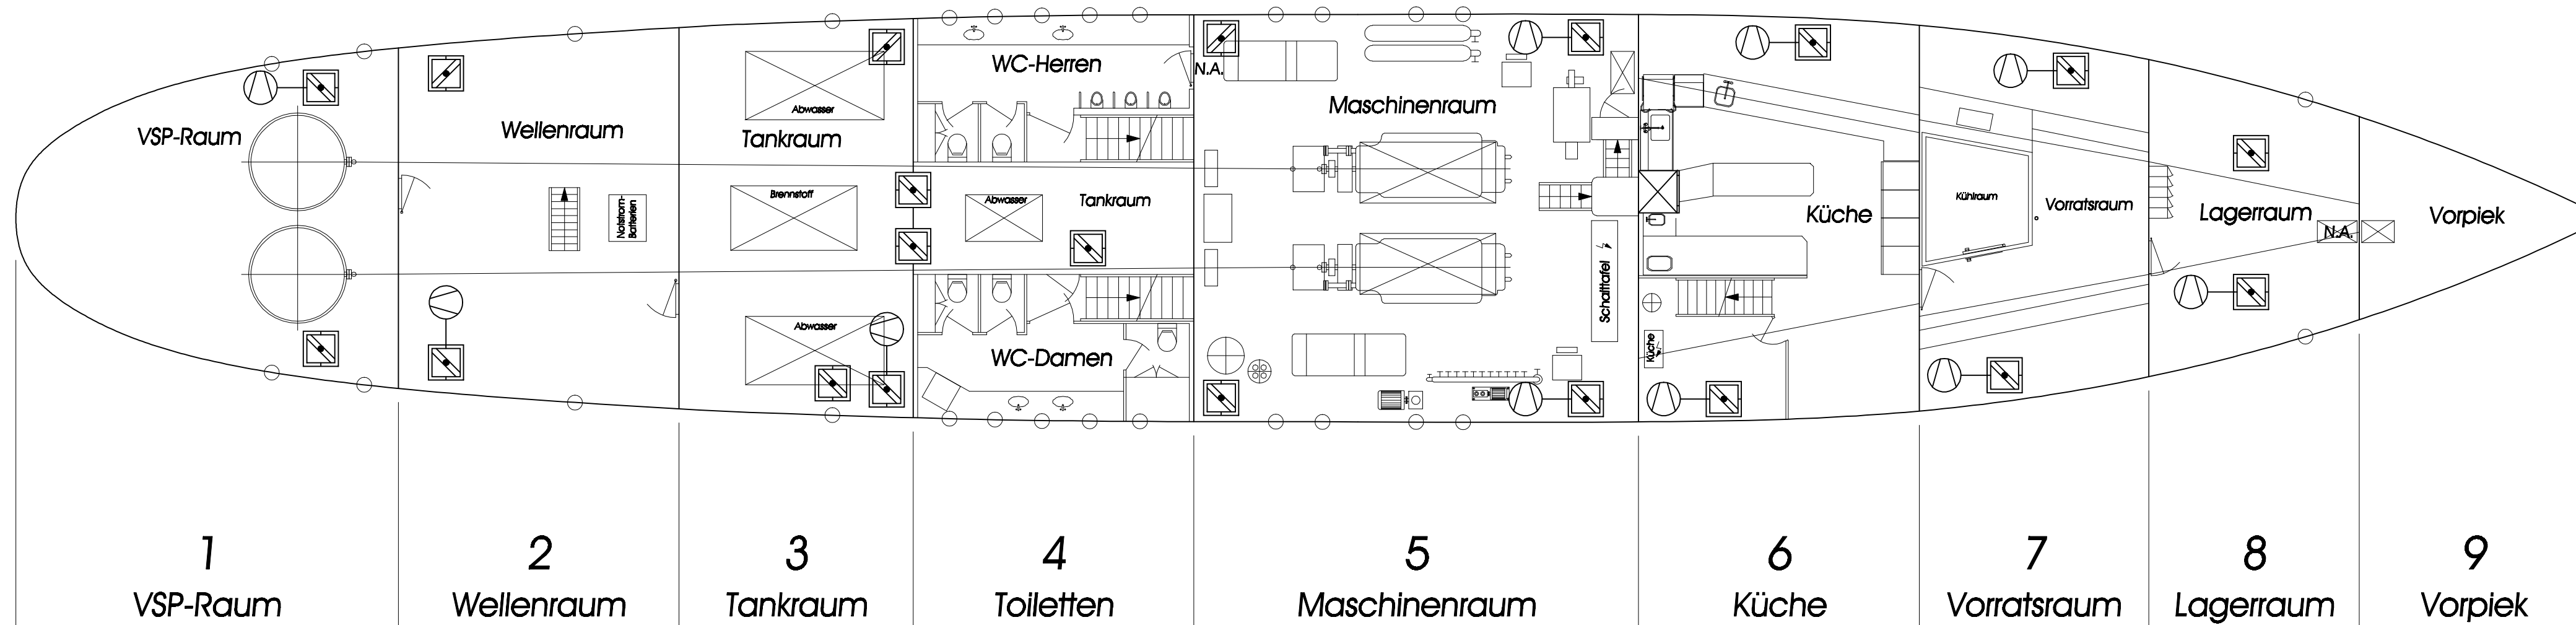 VSP-Raum
Wellenraum
Notstrom-
Batterien
Tankraum
Abwasser
Brennstoff
Abwasser
WC-Herren
Abwasser
Tankraum
WC-Damen
N.A.
Maschinenraum
Schalttafel
Küche
Küche
Kühlraum
Vorratsraum
Lagerraum
N.A.
Vorpiek
1 2 3 4 5 6 7 8 9
VSP-Raum Wellenraum Tankraum Toiletten Maschinenraum Küche Vorratsraum Lagerraum Vorpiek